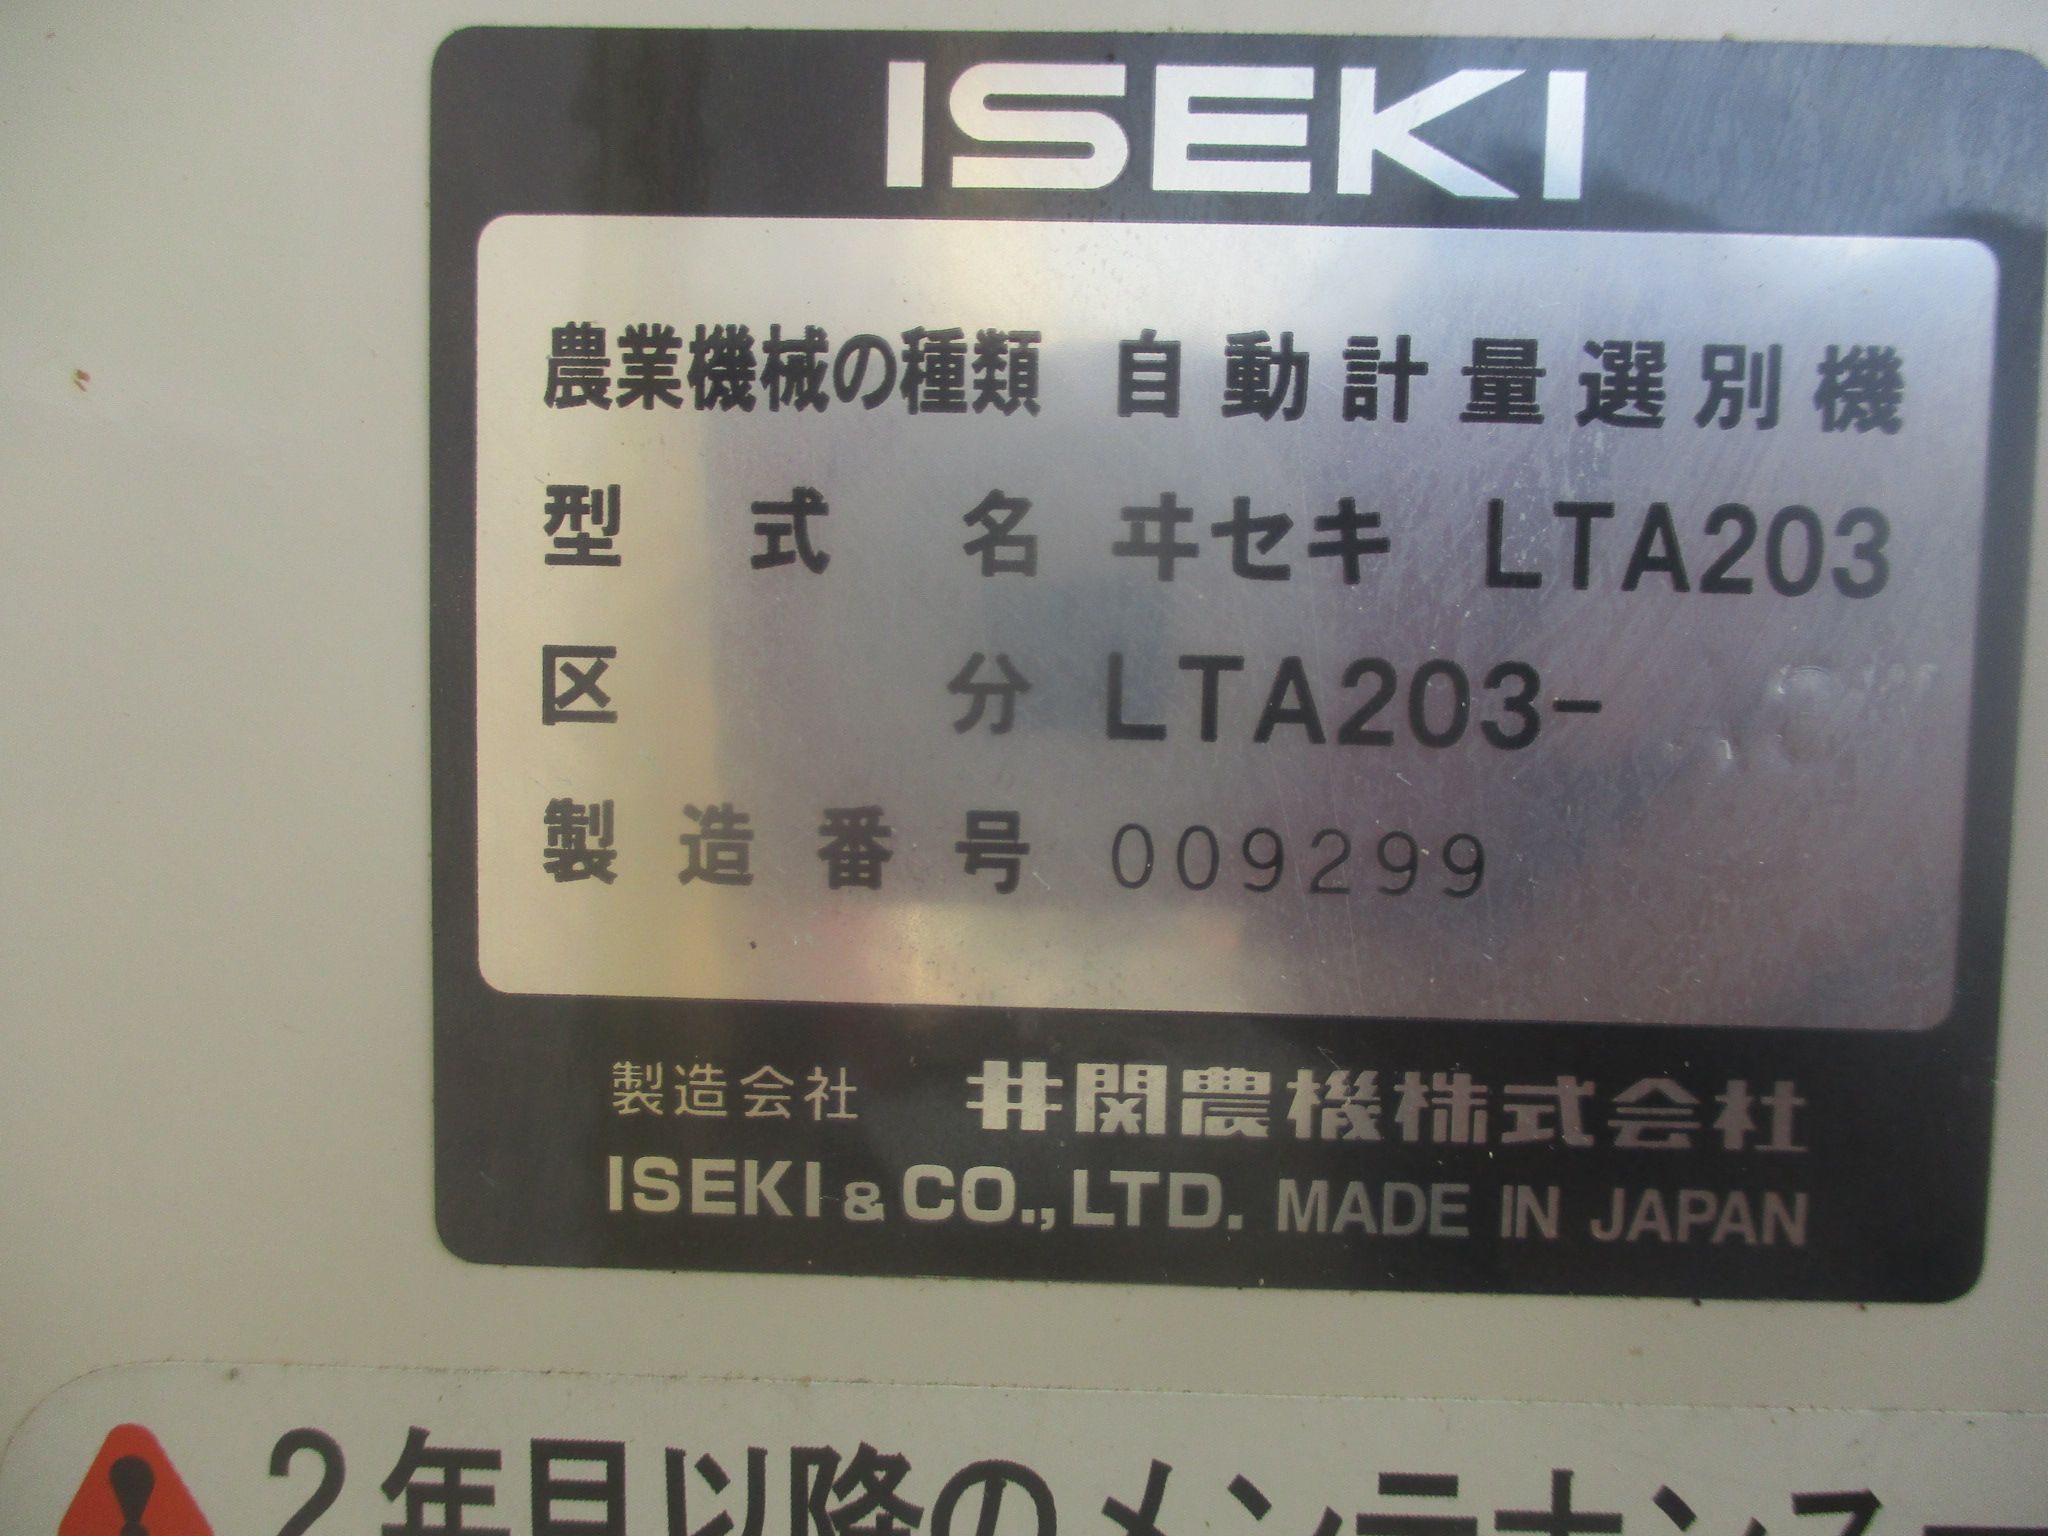 ISEKI
農業機械の種類 自動計量選別機
型式名 ヰセキ LTA203
区分 LTA203-
製造番号 009299
製造会社 井関農機株式会社
ISEKI & CO., LTD. MADE IN JAPAN
2年目以降のメンテナンス